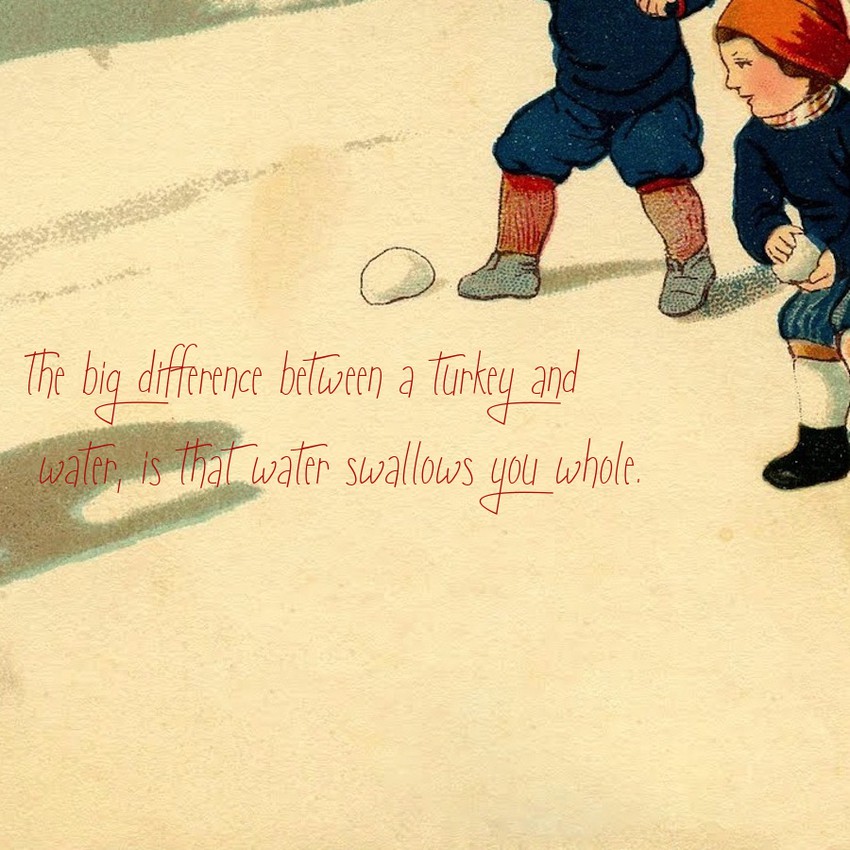 The big difference between a turkey and
water, is that water swallows you whole.